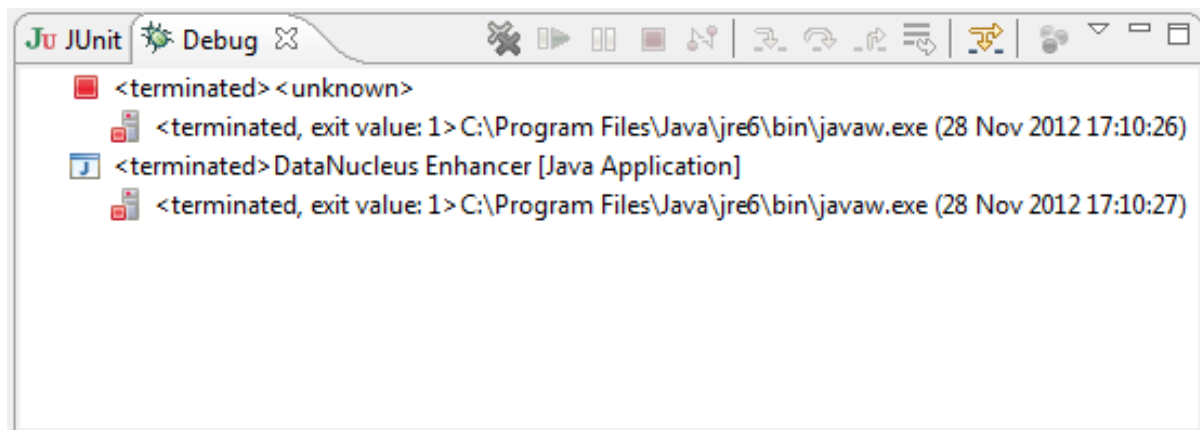 Ju JUnit Debug
<terminated><unknown>
<terminated, exit value: 1>C:\Program Files\Java\jre6\bin\javaw.exe (28 Nov 2012 17:10:26)
J <terminated>DataNucleus Enhancer [Java Application]
<terminated, exit value: 1>C:\Program Files\Java\jre6\bin\javaw.exe (28 Nov 2012 17:10:27)